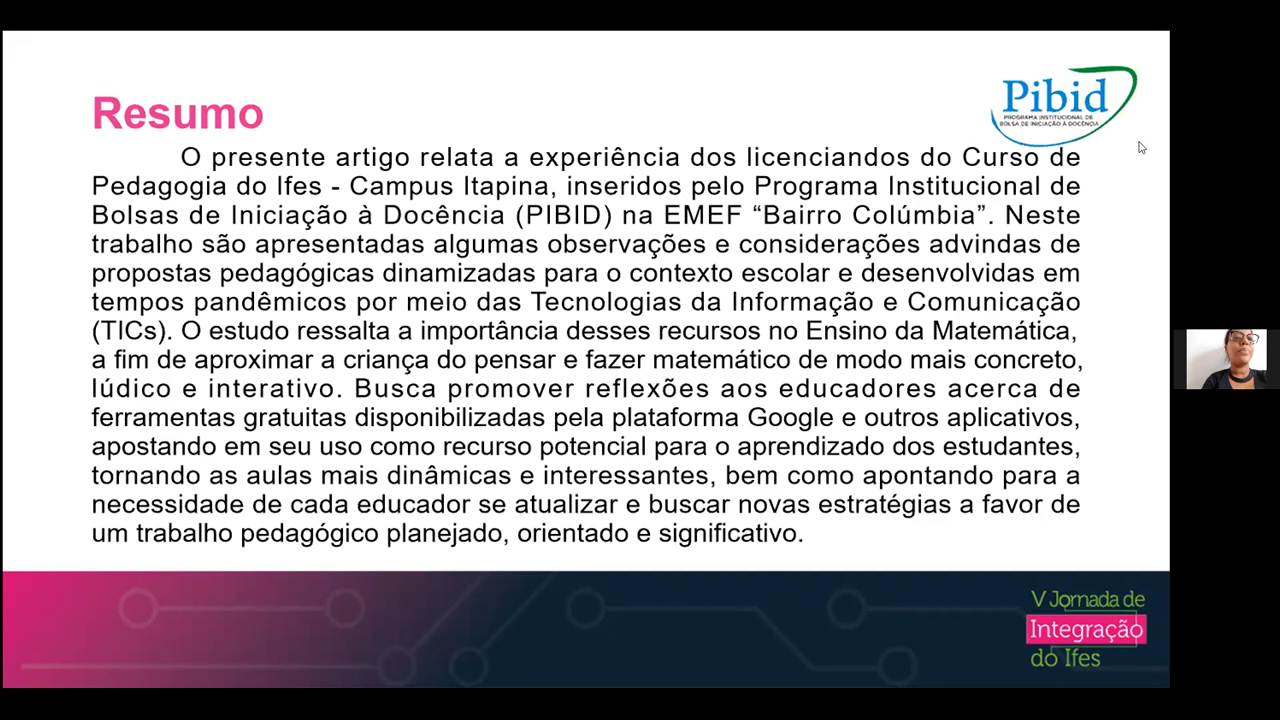 Resumo
Pibid
PROGRAMA INSTITUCIONAL DE
BOLSA DE INICIAÇÃO À DOCÊNCIA
O presente artigo relata a experiência dos licenciandos do Curso de
Pedagogia do Ifes - Campus Itapina, inseridos pelo Programa Institucional de
Bolsas de Iniciação à Docência (PIBID) na EMEF “Bairro Colúmbia”. Neste
trabalho são apresentadas algumas observações e considerações advindas de
propostas pedagógicas dinamizadas para o contexto escolar e desenvolvidas em
tempos pandêmicos por meio das Tecnologias da Informação e Comunicação
(TICs). O estudo ressalta a importância desses recursos no Ensino da Matemática,
a fim de aproximar a criança do pensar e fazer matemático de modo mais concreto,
lúdico e interativo. Busca promover reflexões aos educadores acerca de
ferramentas gratuitas disponibilizadas pela plataforma Google e outros aplicativos,
apostando em seu uso como recurso potencial para o aprendizado dos estudantes,
tornando as aulas mais dinâmicas e interessantes, bem como apontando para a
necessidade de cada educador se atualizar e buscar novas estratégias a favor de
um trabalho pedagógico planejado, orientado e significativo.
V Jornada de
Integração
do Ifes